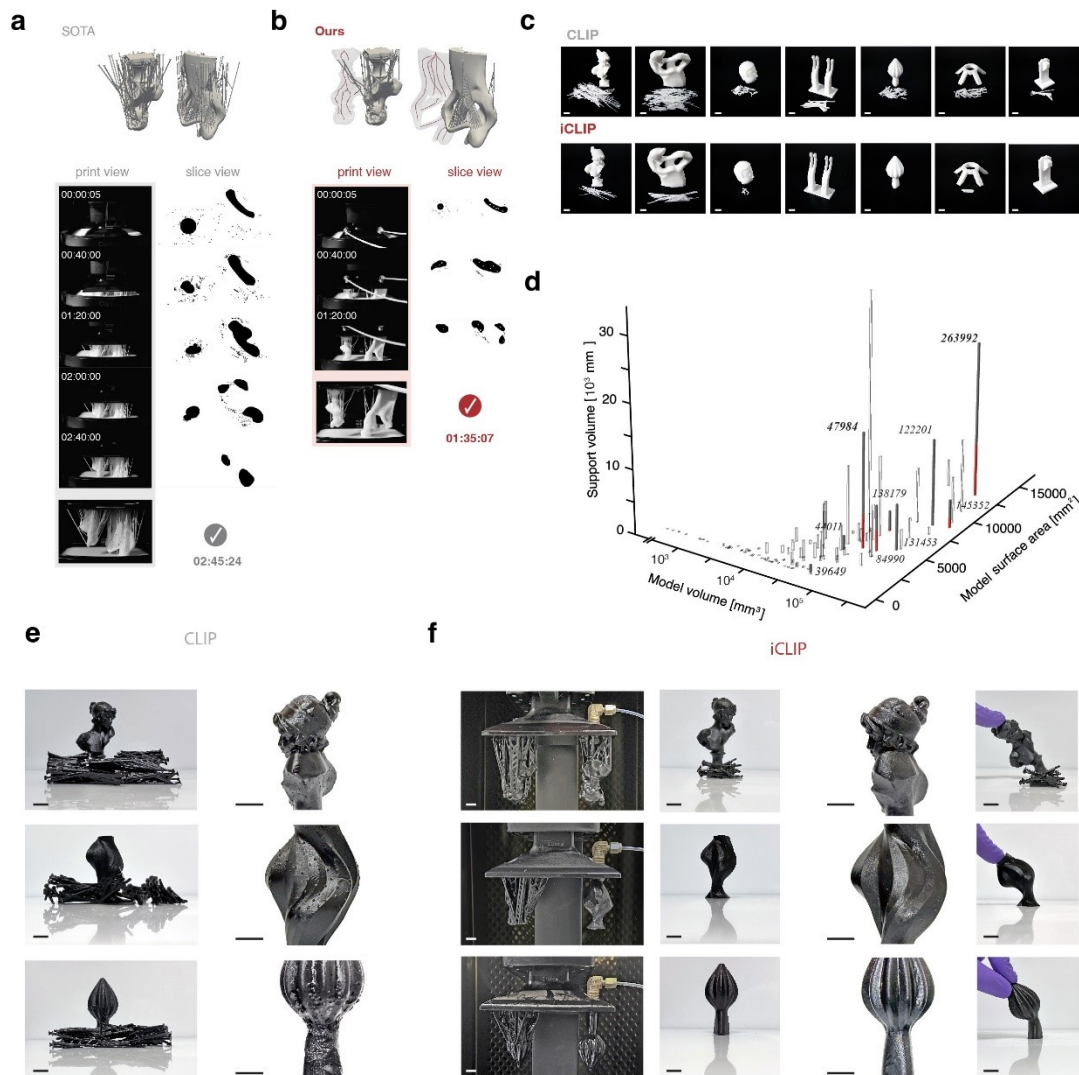 a
SOTA
print view
slice view
00:00:05
00:40:00
01:20:00
02:00:00
02:40:00
02:45:24
b
Ours
print view
slice view
00:00:05
00:40:00
01:20:00
01:35:07
c
CLIP
iCLIP
d
Support volume [10³ mm]
30
20
10
0
263992
47984
122201
138179
44011
145352
131453
84990
39649
10³
10⁴
10⁵
Model volume [mm³]
0
5000
10000
15000
Model surface area [mm²]
e
CLIP
f
iCLIP